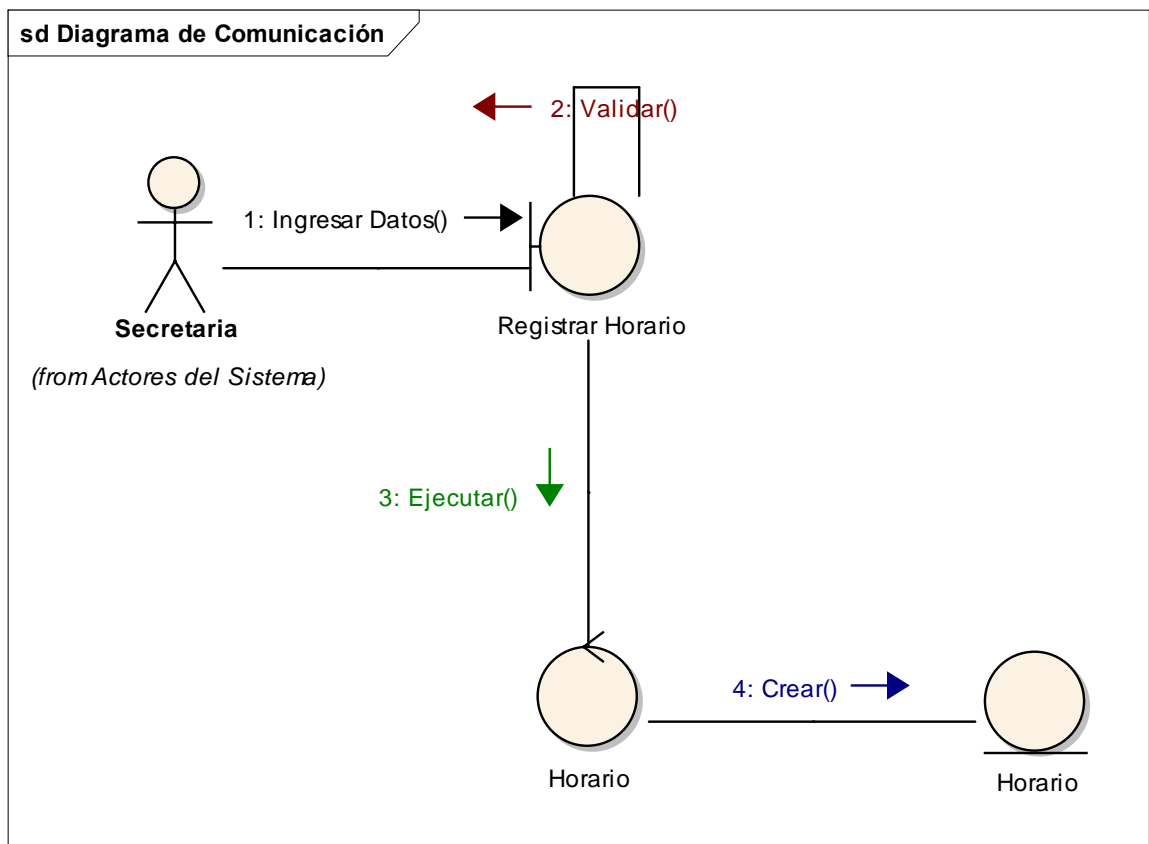 sd Diagrama de Comunicación
2: Validar()
1: Ingresar Datos()
Secretaria
Registrar Horario
(from Actores del Sistema)
3: Ejecutar()
4: Crear()
Horario
Horario